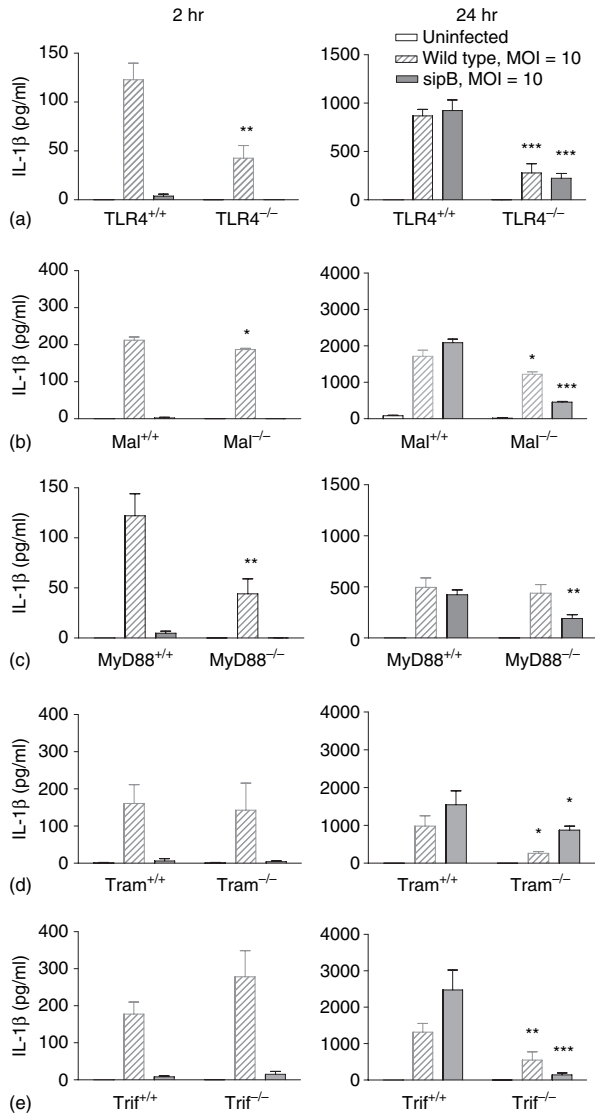 2 hr
24 hr
Uninfected
Wild type, MOI = 10
sipB, MOI = 10
IL-1β (pg/ml)
150
100
50
0
**
TLR4+/+
TLR4−/−
1500
1000
500
0
***
***
TLR4+/+
TLR4−/−
(a)
IL-1β (pg/ml)
400
300
200
100
0
*
Mal+/+
Mal−/−
4000
3000
2000
1000
0
*
***
Mal+/+
Mal−/−
(b)
IL-1β (pg/ml)
150
100
50
0
**
MyD88+/+
MyD88−/−
1500
1000
500
0
**
MyD88+/+
MyD88−/−
(c)
IL-1β (pg/ml)
400
300
200
100
0
Tram+/+
Tram−/−
4000
3000
2000
1000
0
*
*
Tram+/+
Tram−/−
(d)
IL-1β (pg/ml)
400
300
200
100
0
Trif+/+
Trif−/−
4000
3000
2000
1000
0
**
***
Trif+/+
Trif−/−
(e)